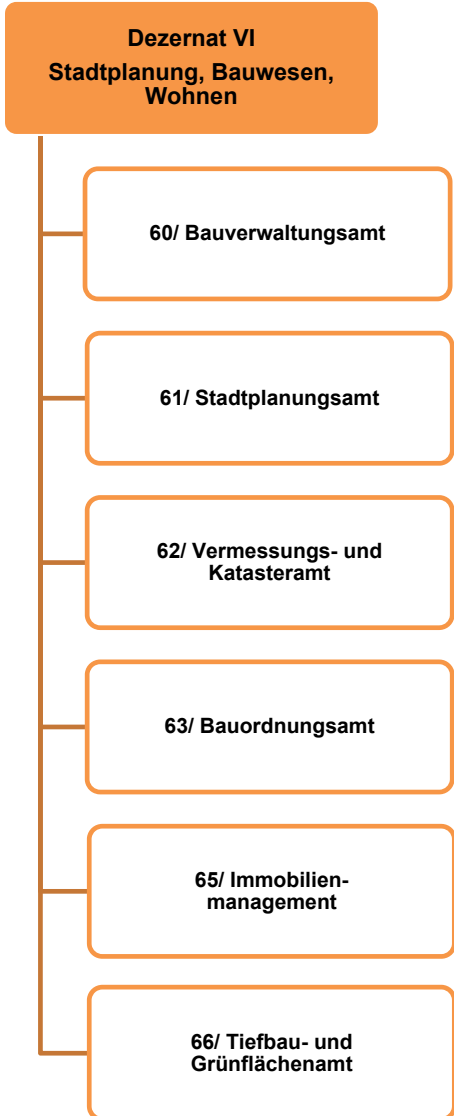 Dezernat VI
Stadtplanung, Bauwesen,
Wohnen
60/ Bauverwaltungsamt
61/ Stadtplanungsamt
62/ Vermessungs- und
Katasteramt
63/ Bauordnungsamt
65/ Immobilien-
management
66/ Tiefbau- und
Grünflächenamt